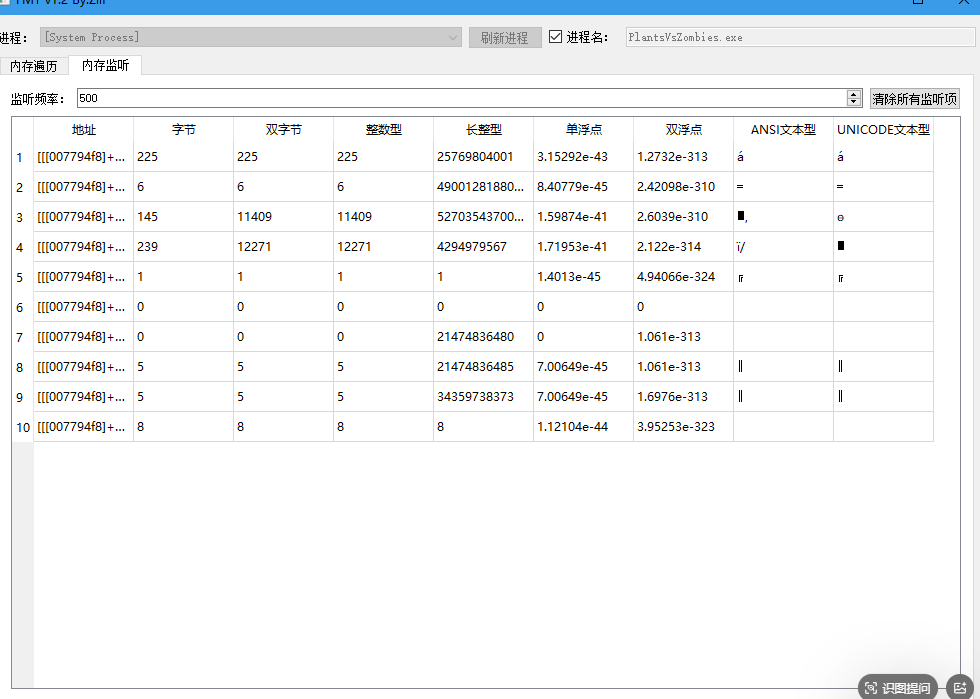 TMT V1.2 By:Zill
进程: [System Process] 刷新进程 进程名: PlantsVsZombies.exe
内存遍历 内存监听
监听频率: 500 清除所有监听项
地址 字节 双字节 整数型 长整型 单浮点 双浮点 ANSI文本型 UNICODE文本型
1 [[[007794f8]+... 225 225 225 25769804001 3.15292e-43 1.2732e-313 á á
2 [[[007794f8]+... 6 6 6 49001281880... 8.40779e-45 2.42098e-310 = =
3 [[[007794f8]+... 145 11409 11409 52703543700... 1.59874e-41 2.6039e-310
4 [[[007794f8]+... 239 12271 12271 4294979567 1.71953e-41 2.122e-314 ï/
5 [[[007794f8]+... 1 1 1 1 1.4013e-45 4.94066e-324 ╔ ╔
6 [[[007794f8]+... 0 0 0 0 0 0
7 [[[007794f8]+... 0 0 0 21474836480 0 1.061e-313
8 [[[007794f8]+... 5 5 5 21474836485 7.00649e-45 1.061e-313 ‖ ‖
9 [[[007794f8]+... 5 5 5 34359738373 7.00649e-45 1.6976e-313 ‖ ‖
10 [[[007794f8]+... 8 8 8 8 1.12104e-44 3.95253e-323
识图提问